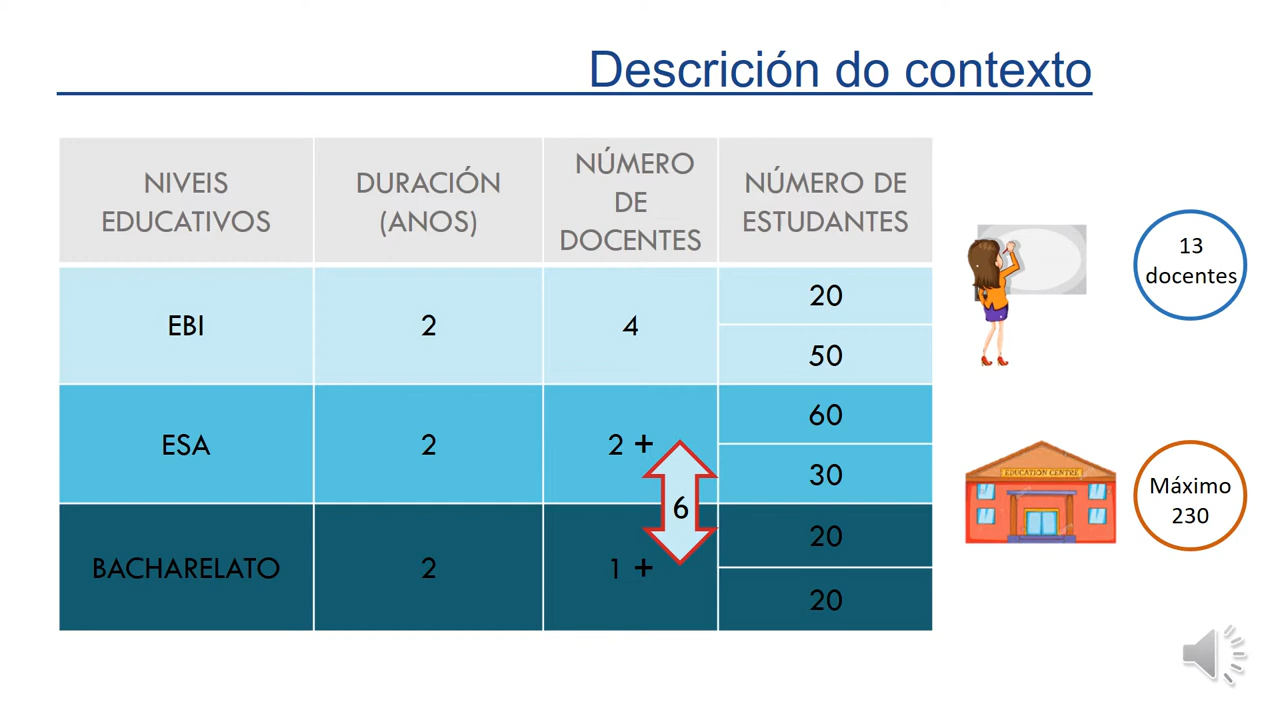 Descrición do contexto
NIVEIS
EDUCATIVOS
DURACIÓN
(ANOS)
NÚMERO
DE
DOCENTES
NÚMERO DE
ESTUDANTES
EBI
2
4
20
50
ESA
2
2 +
60
30
6
BACHARELATO
2
1 +
20
20
13
docentes
EDUCATION CENTRE
Máximo
230